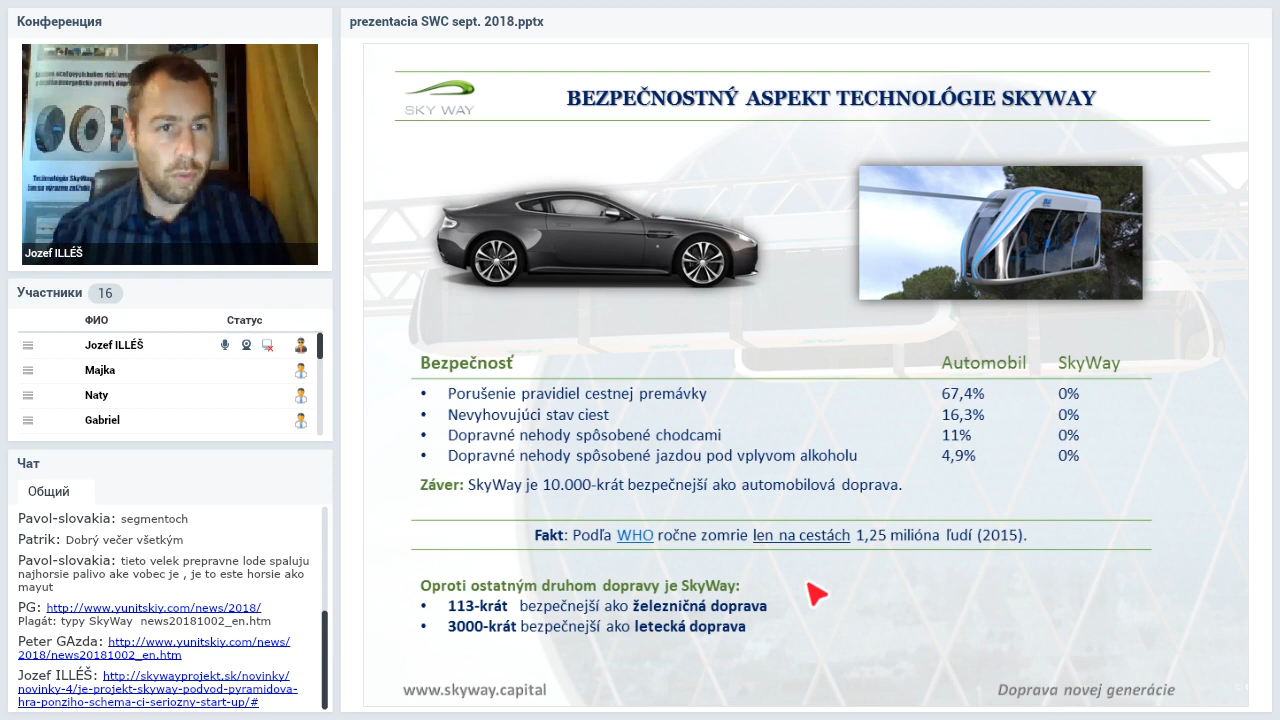 Конференция
Jozef ILLÉŠ
Участники 16
ФИО Статус
Jozef ILLÉŠ
Majka
Naty
Gabriel
Чат
Общий
Pavol-slovakia: segmentoch
Patrik: Dobrý večer všetkým
Pavol-slovakia: tieto velek prepravne lode spaluju
najhorsie palivo ake vobec je , je to este horsie ako
mayut
PG: http://www.yunitskiy.com/news/2018/
Plagát: typy SkyWay news20181002_en.htm
Peter GAzda: http://www.yunitskiy.com/news/
2018/news20181002_en.htm
Jozef ILLÉŠ: http://skywayprojekt.sk/novinky/
novinky-4/je-projekt-skyway-podvod-pyramidova-
hra-ponziho-schema-ci-seriozny-start-up/#
prezentacia SWC sept. 2018.pptx
SKY WAY
BEZPEČNOSTNÝ ASPEKT TECHNOLÓGIE SKYWAY
Bezpečnosť Automobil SkyWay
• Porušenie pravidiel cestnej premávky 67,4% 0%
• Nevyhovujúci stav ciest 16,3% 0%
• Dopravné nehody spôsobené chodcami 11% 0%
• Dopravné nehody spôsobené jazdou pod vplyvom alkoholu 4,9% 0%
Záver: SkyWay je 10.000-krát bezpečnejší ako automobilová doprava.
Fakt: Podľa WHO ročne zomrie len na cestách 1,25 milióna ľudí (2015).
Oproti ostatným druhom dopravy je SkyWay:
• 113-krát bezpečnejší ako železničná doprava
• 3000-krát bezpečnejší ako letecká doprava
www.skyway.capital
Doprava novej generácie